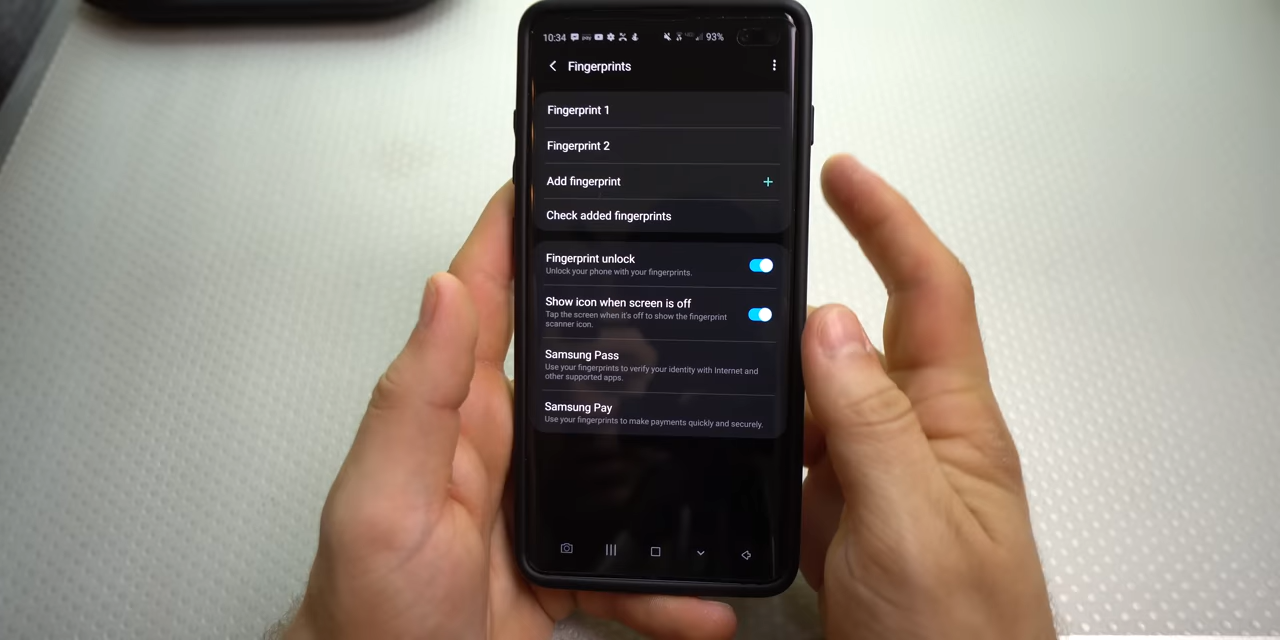 10:34 93%
Fingerprints
Fingerprint 1
Fingerprint 2
Add fingerprint
Check added fingerprints
Fingerprint unlock
Unlock your phone with your fingerprints.
Show icon when screen is off
Tap the screen when it's off to show the fingerprint
scanner icon.
Samsung Pass
Use your fingerprints to verify your identity with Internet and
other supported apps.
Samsung Pay
Use your fingerprints to make payments quickly and securely.